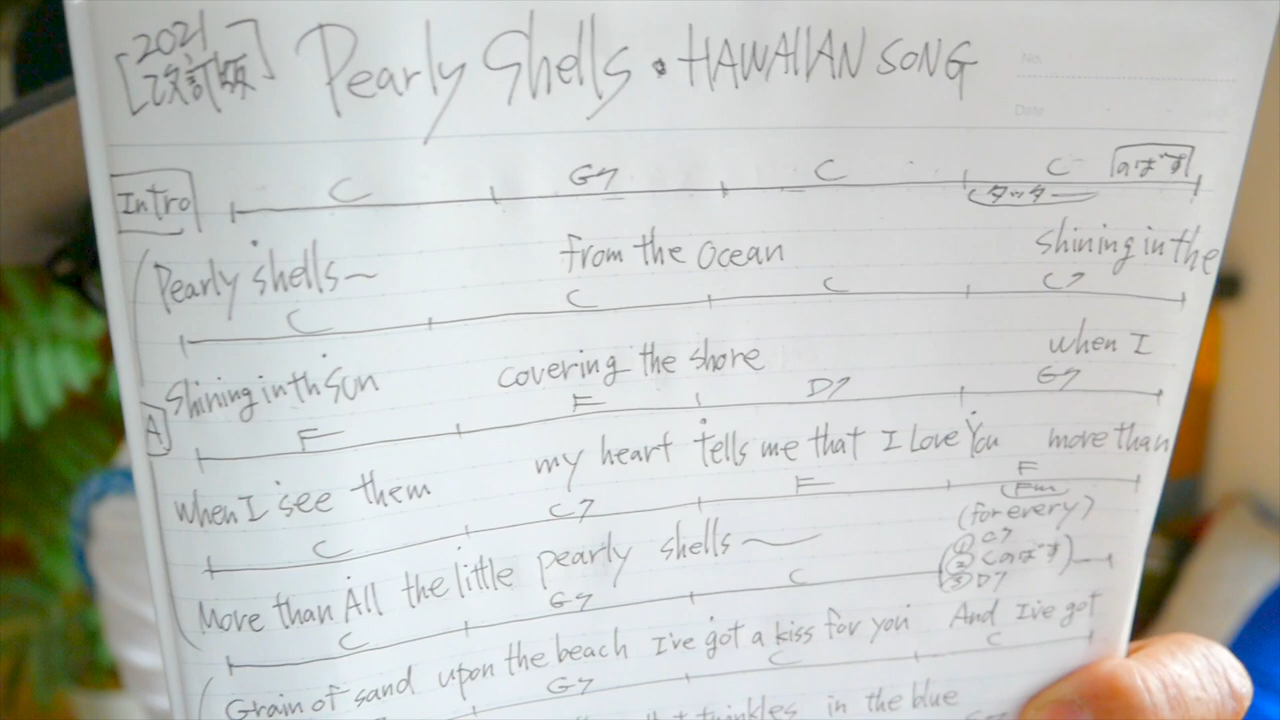 [2021 改訂版] Pearly Shells・HAWAIIAN SONG
No.
Date
Intro C G7 C C のばす
タッター
Pearly shells〜 from the ocean shining in the
C C C C7
Shining in th Sun covering the shore when I
A F F D7 G7
when I see them my heart tells me that I Love You more than
C C7 F F
Fm
More than All the little pearly shells〜 (for every)
C G7 C ①C7
②Cのばす
③D7
Grain of sand upon the beach I've got a kiss for you And I've got
G7 C C
twinkles in the blue
G7